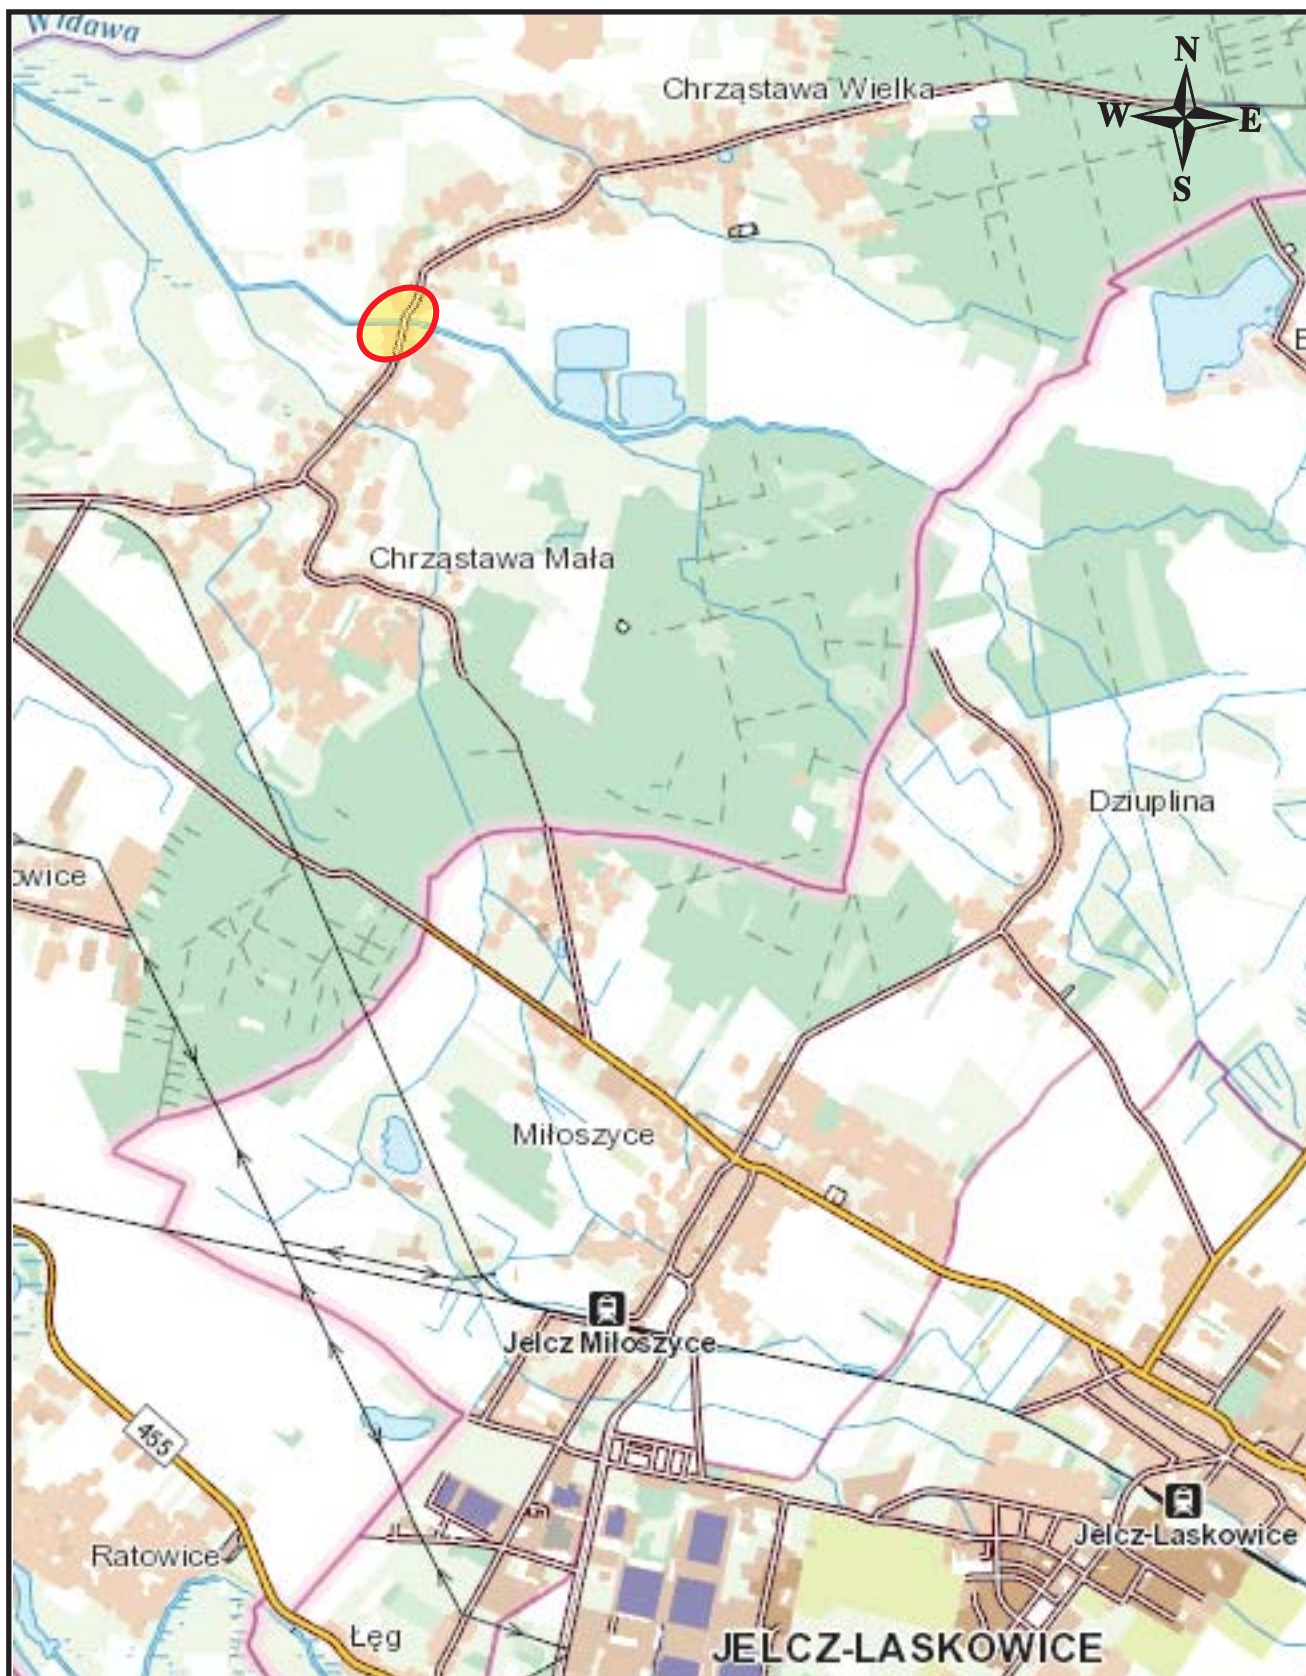 Widawa
Chrząstawa Wielka
N
W
E
S
Chrząstawa Mała
Dziuplina
owice
Miłoszyce
Jelcz Miłoszyce
455
Ratowice
Jelcz-Laskowice
Łęg
JELCZ-LASKOWICE